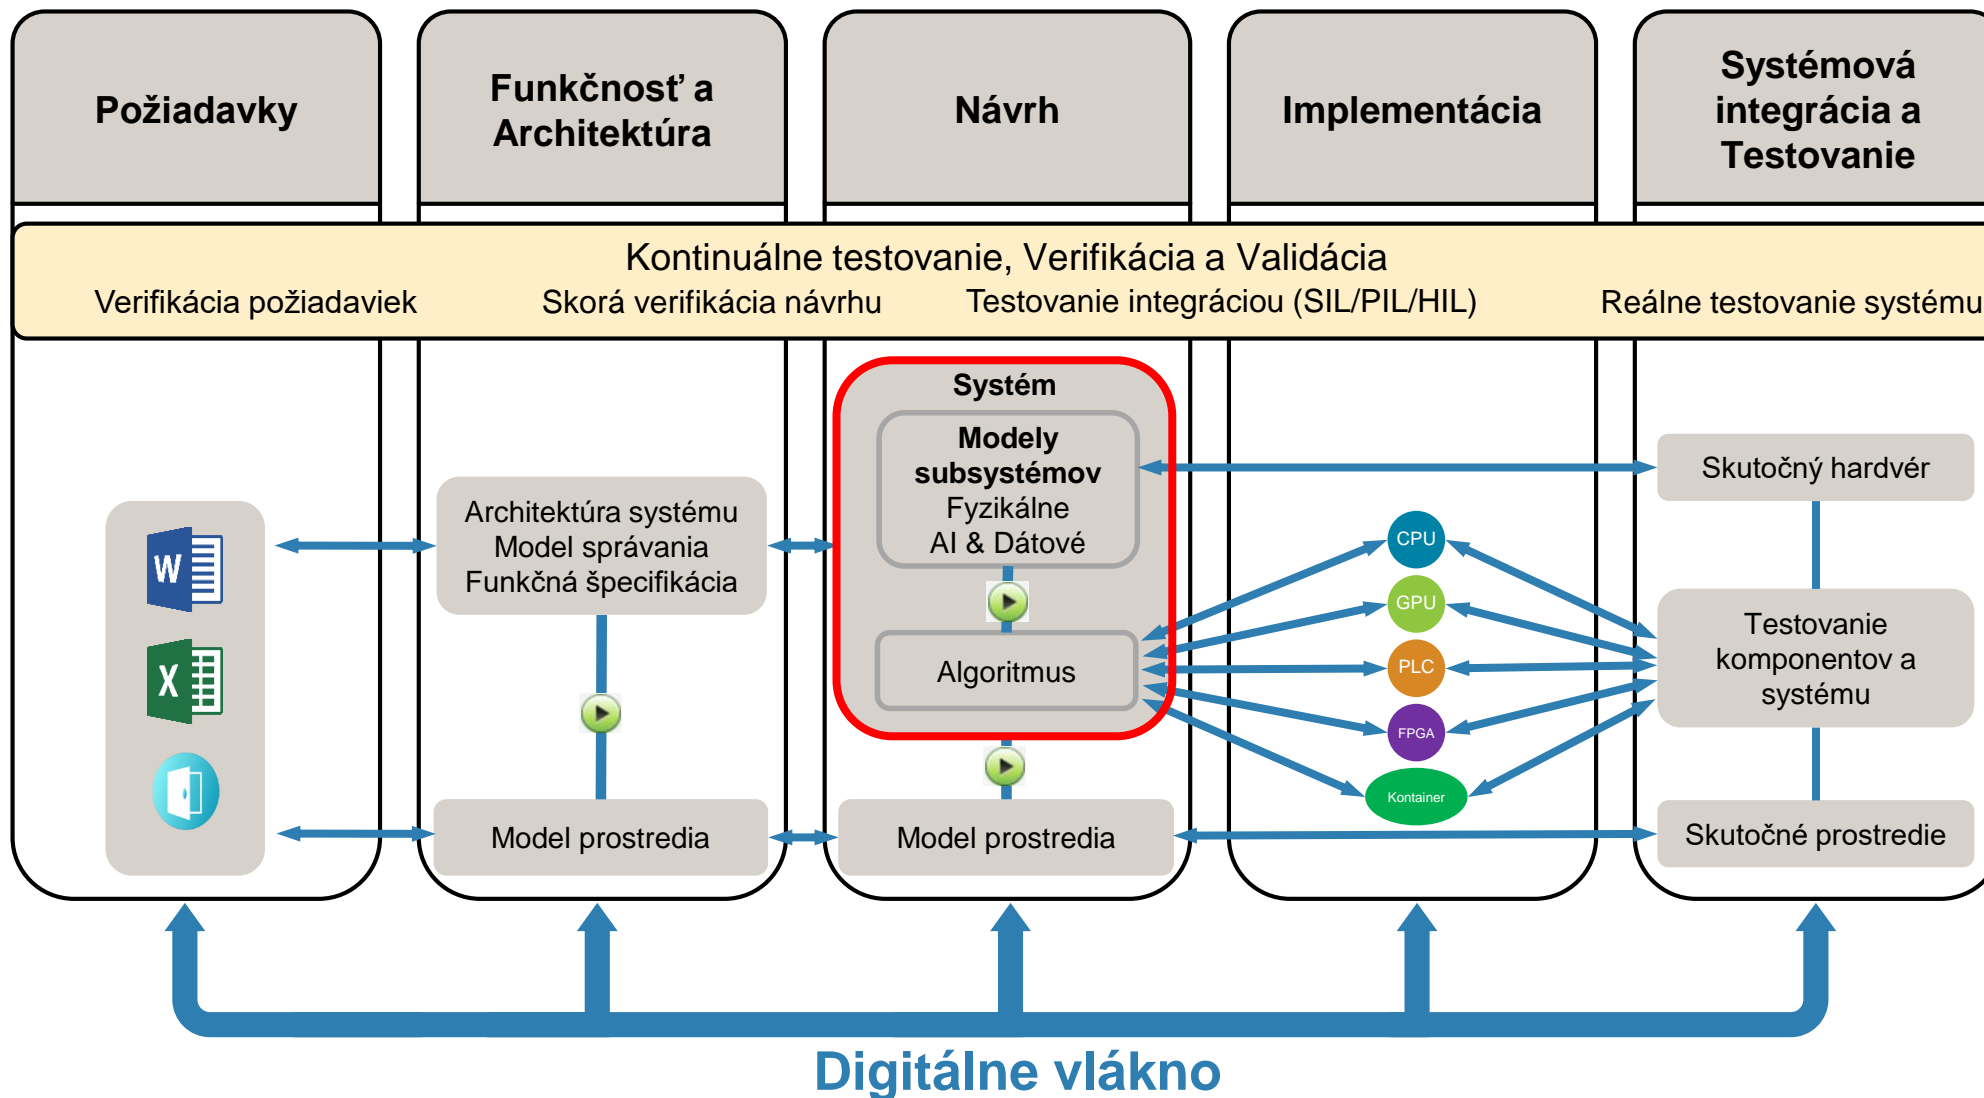 Požiadavky
Funkčnosť a
Architektúra
Návrh
Implementácia
Systémová
integrácia a
Testovanie
Kontinuálne testovanie, Verifikácia a Validácia
Verifikácia požiadaviek
Skorá verifikácia návrhu
Testovanie integráciou (SIL/PIL/HIL)
Reálne testovanie systému
W
X
Architektúra systému
Model správania
Funkčná špecifikácia
Model prostredia
Systém
Modely
subsystémov
Fyzikálne
AI & Dátové
Algoritmus
Model prostredia
CPU
GPU
PLC
FPGA
Kontainer
Skutočný hardvér
Testovanie
komponentov a
systému
Skutočné prostredie
Digitálne vlákno